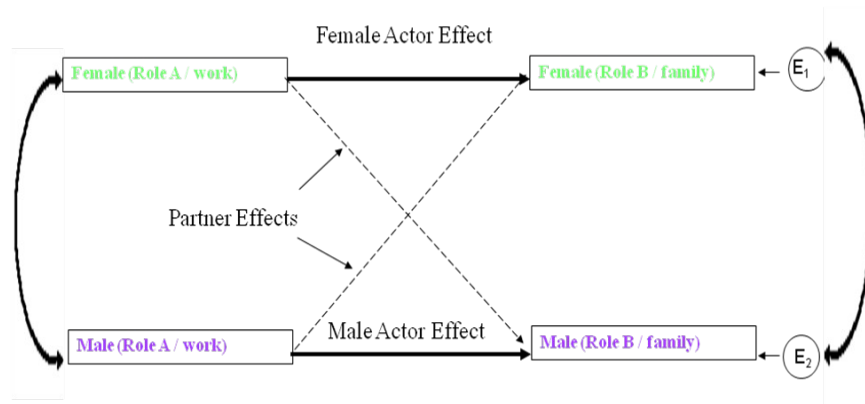 Female Actor Effect
Female (Role A / work)
Female (Role B / family)
E1
Partner Effects
Male Actor Effect
Male (Role A / work)
Male (Role B / family)
E2